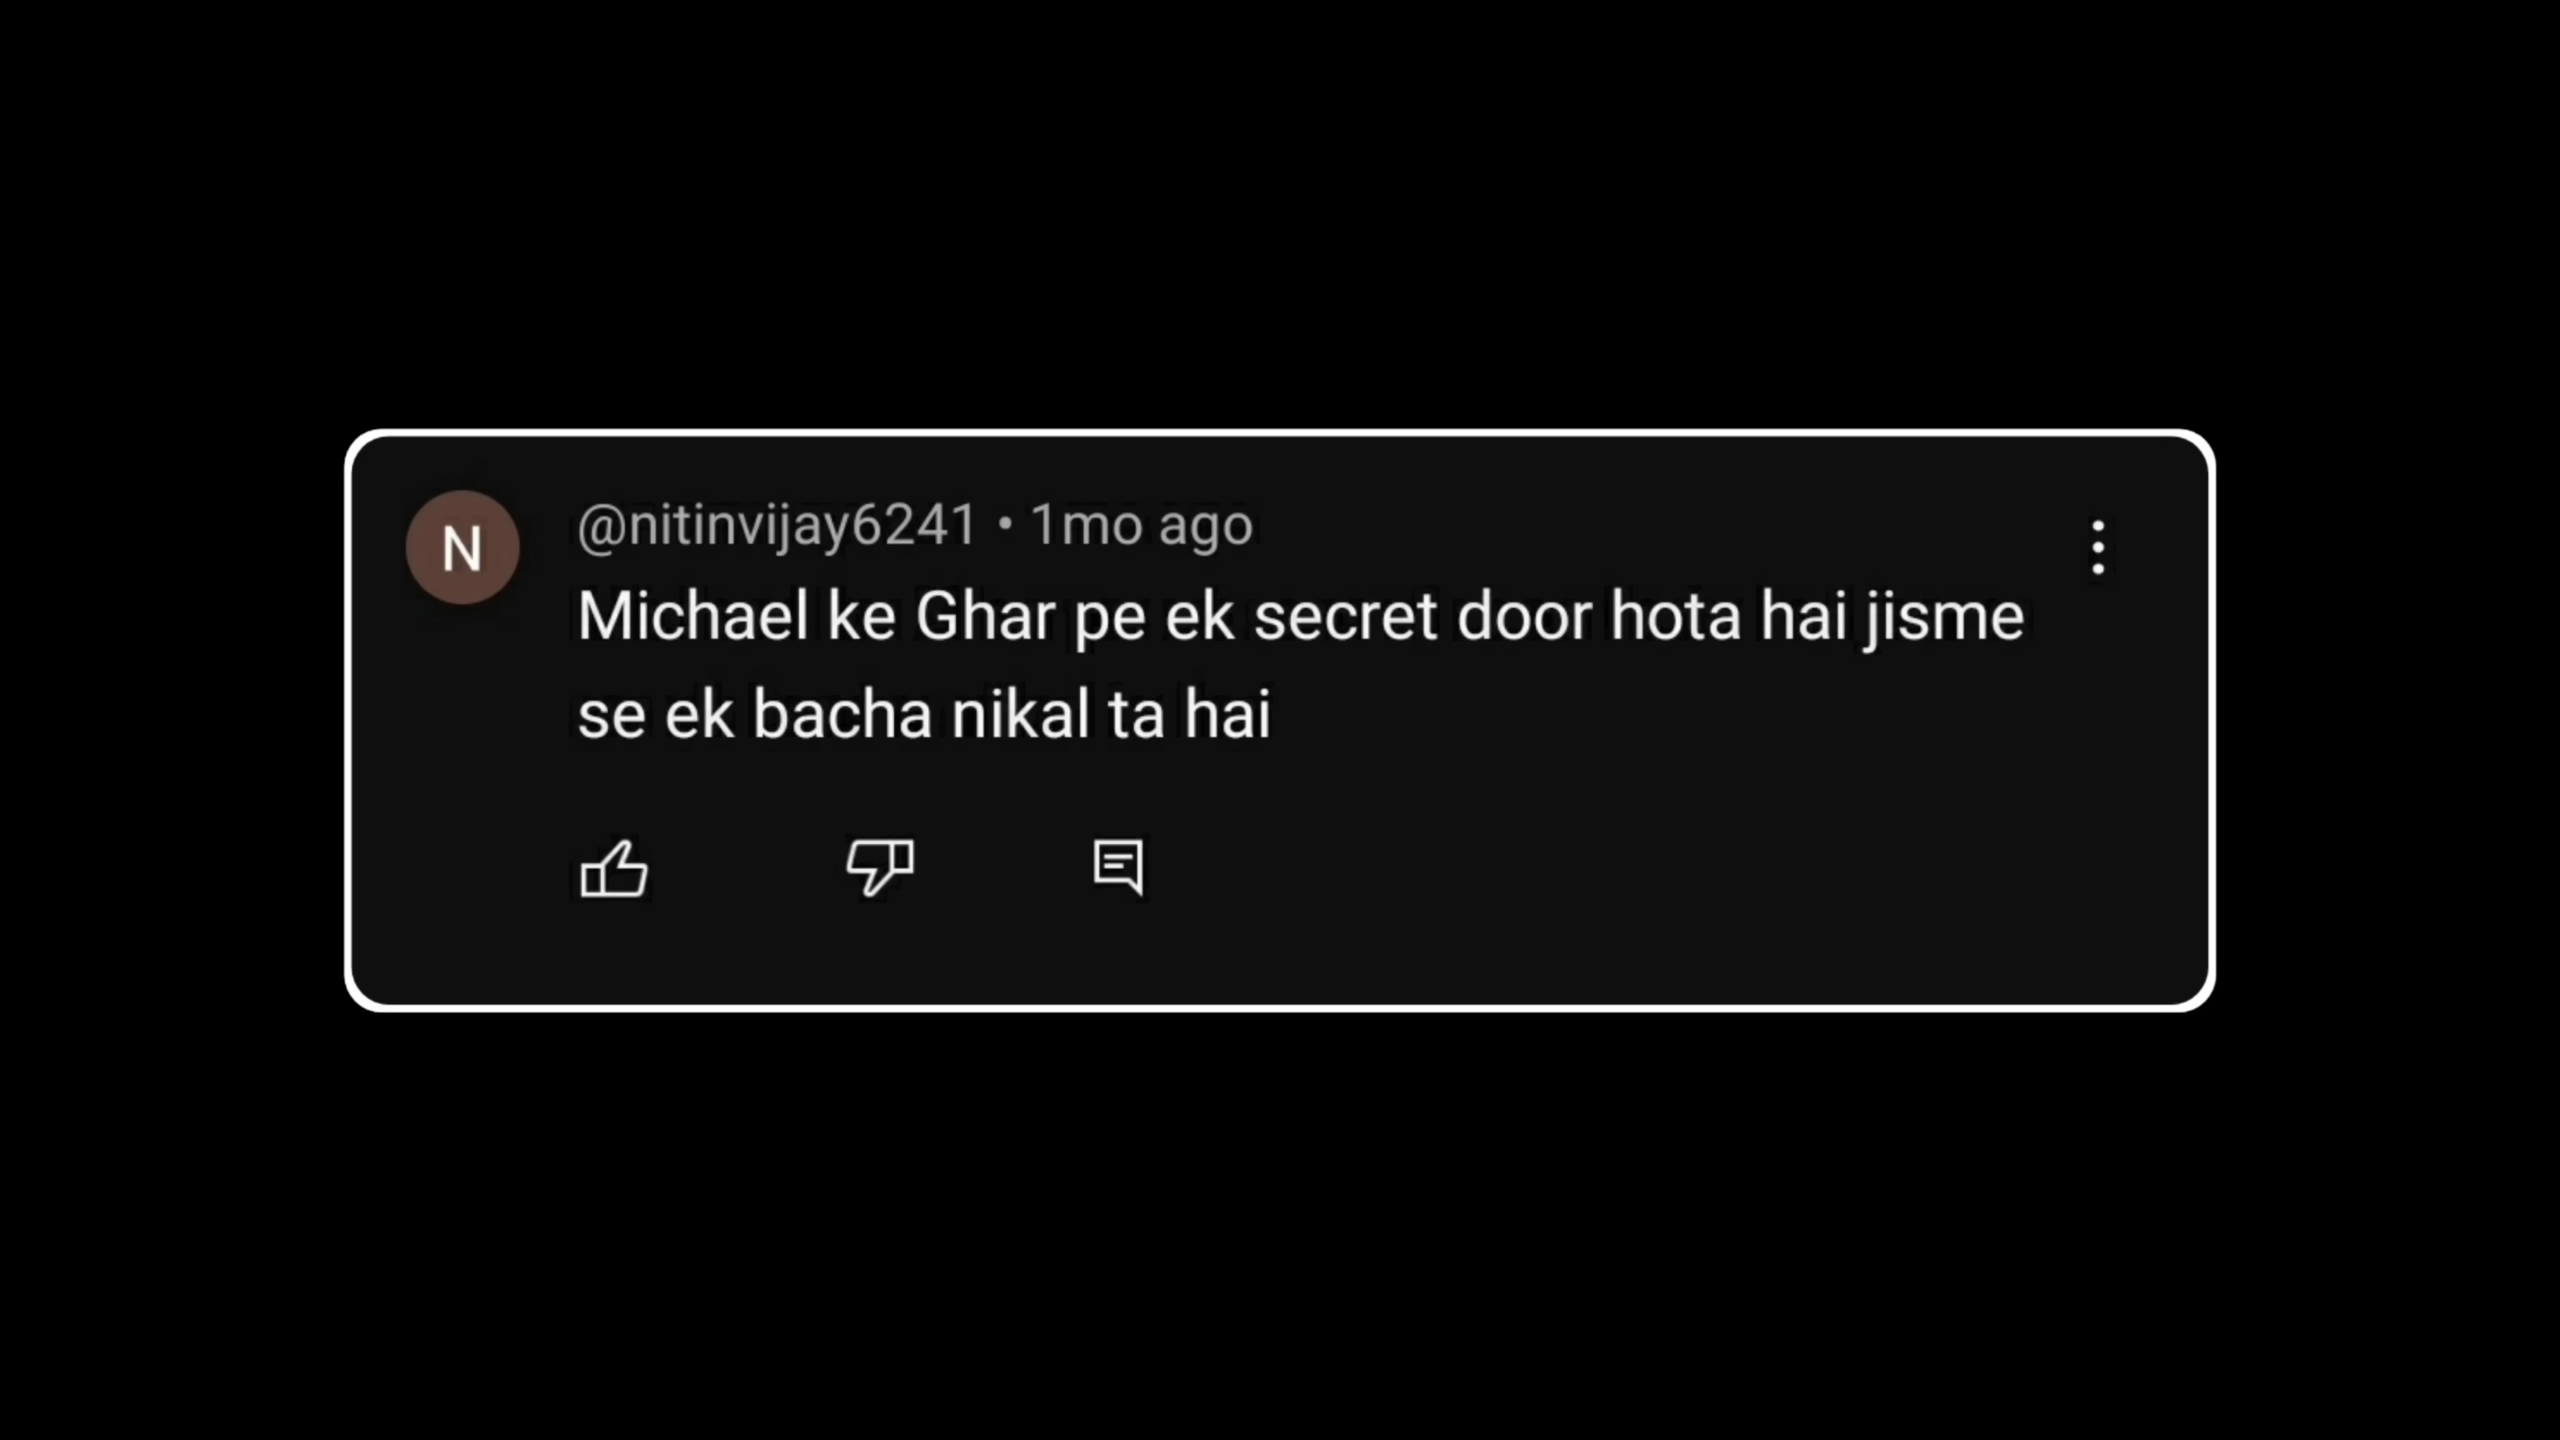 N
@nitinvijay6241 • 1mo ago
Michael ke Ghar pe ek secret door hota hai jisme
se ek bacha nikal ta hai